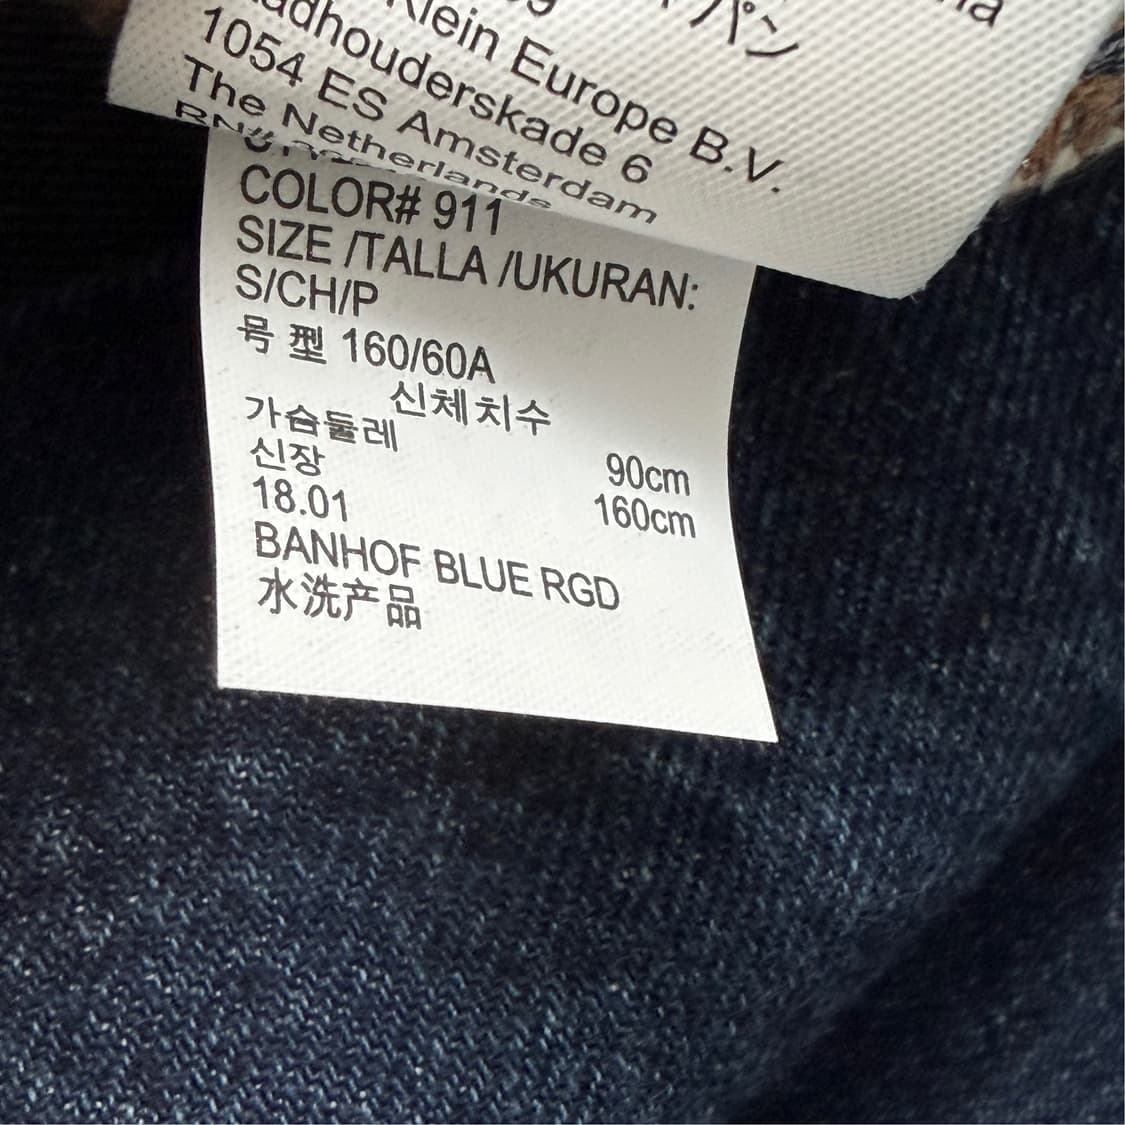 パン
Klein Europe B.V.
1054 ES Amsterdam
The Netherlands
COLOR# 911
SIZE /TALLA /UKURAN:
S/CH/P
号型 160/60A
신체치수
가슴둘레 90cm
신장 160cm
18.01
BANHOF BLUE RGD
水洗产品